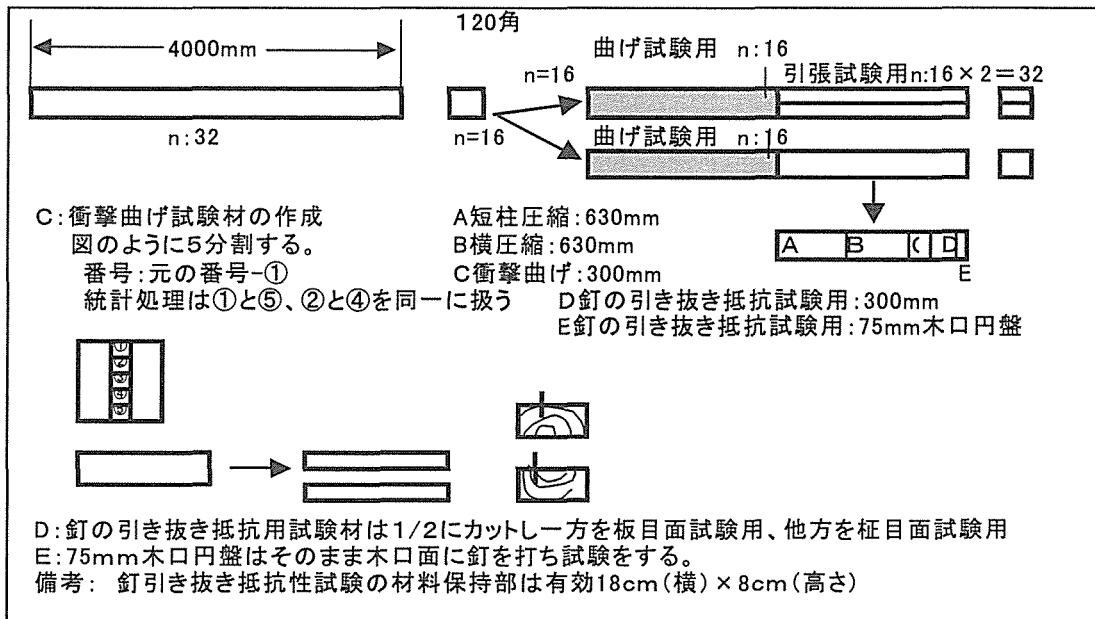 120角
4000mm
曲げ試験用 n:16
n=16
引張試験用n:16×2=32
n:32
n=16
曲げ試験用 n:16
C:衝撃曲げ試験材の作成
図のように5分割する。
番号:元の番号-①
統計処理は①と⑤、②と④を同一に扱う
A短柱圧縮:630mm
B横圧縮:630mm
C衝撃曲げ:300mm
D釘の引き抜き抵抗試験用:300mm
E釘の引き抜き抵抗試験用:75mm木口円盤
A B C D
E
①
②
③
④
⑤
D:釘の引き抜き抵抗用試験材は1/2にカットし一方を板目面試験用、他方を柾目面試験用
E:75mm木口円盤はそのまま木口面に釘を打ち試験をする。
備考: 釘引き抜き抵抗性試験の材料保持部は有効18cm(横)×8cm(高さ)